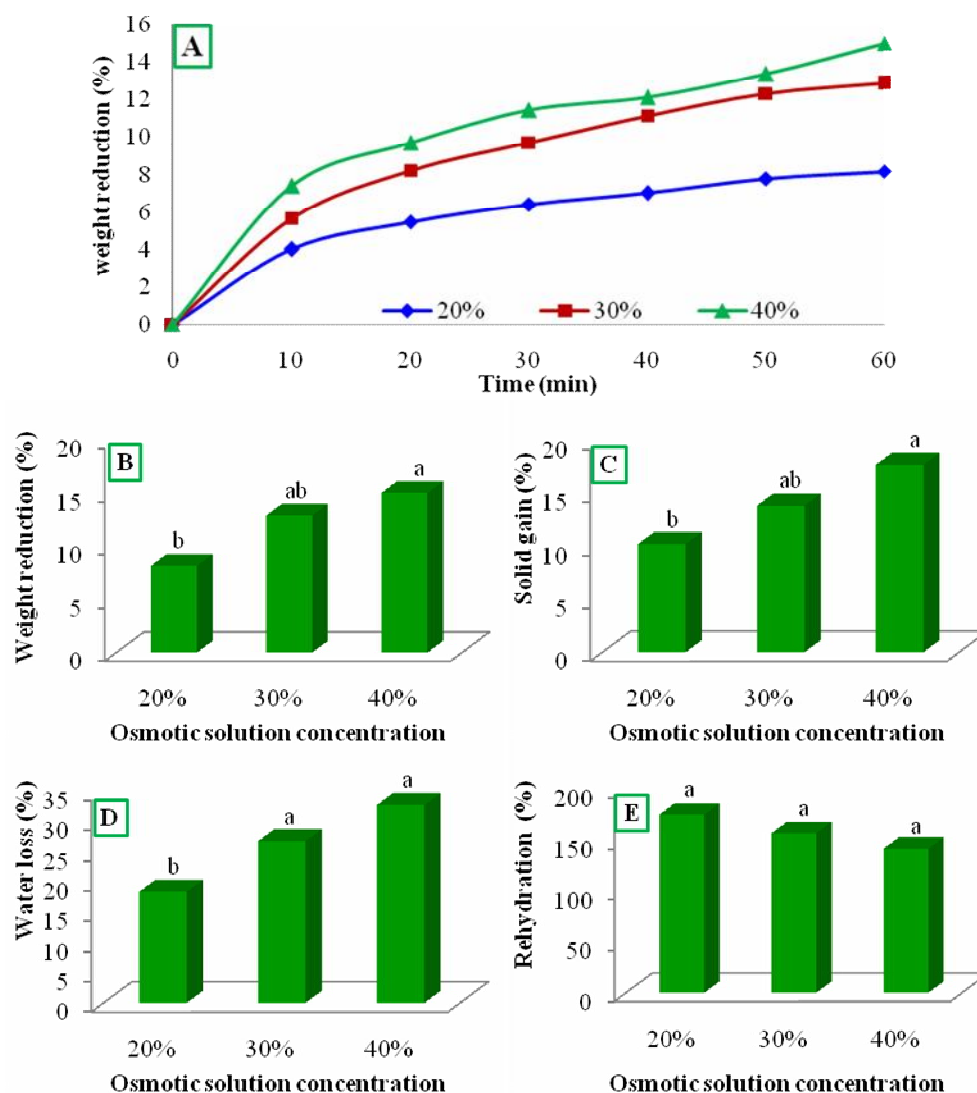 A
weight reduction (%)
16
14
12
10
8
6
4
2
0
20% 30% 40%
0 10 20 30 40 50 60
Time (min)
B
Weight reduction (%)
20
15
10
5
0
b ab a
20% 30% 40%
Osmotic solution concentration
C
Solid gain (%)
20
15
10
5
0
b ab a
20% 30% 40%
Osmotic solution concentration
D
Water loss (%)
35
30
25
20
15
10
5
0
b a a
20% 30% 40%
Osmotic solution concentration
E
Rehydration (%)
200
150
100
50
0
a a a
20% 30% 40%
Osmotic solution concentration